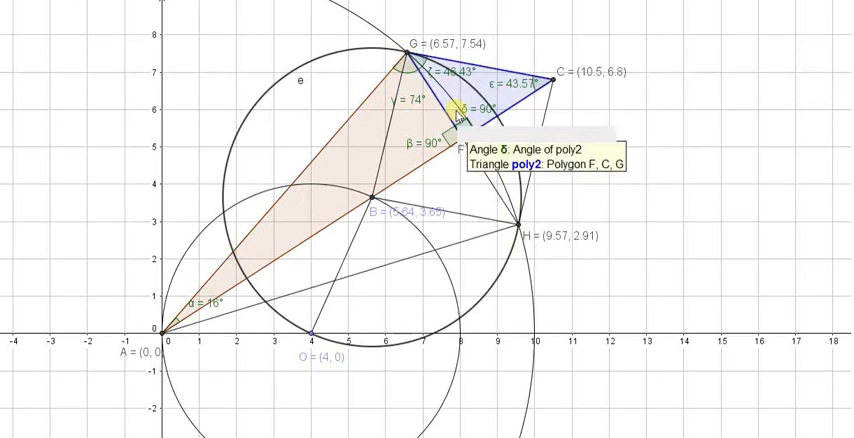 8
7
6
5
4
3
2
1
0
-1
-2
-4
-3
-2
-1
0
1
2
3
4
5
6
7
8
9
10
11
12
13
14
15
16
17
18
e
G = (6.57, 7.54)
C = (10.5, 6.8)
ζ = 46.43°
ε = 43.57°
γ = 74°
δ = 90°
β = 90°
F
Angle δ: Angle of poly2
Triangle poly2: Polygon F, C, G
B = (5.64, 3.65)
H = (9.57, 2.91)
α = 16°
A = (0, 0)
O = (4, 0)